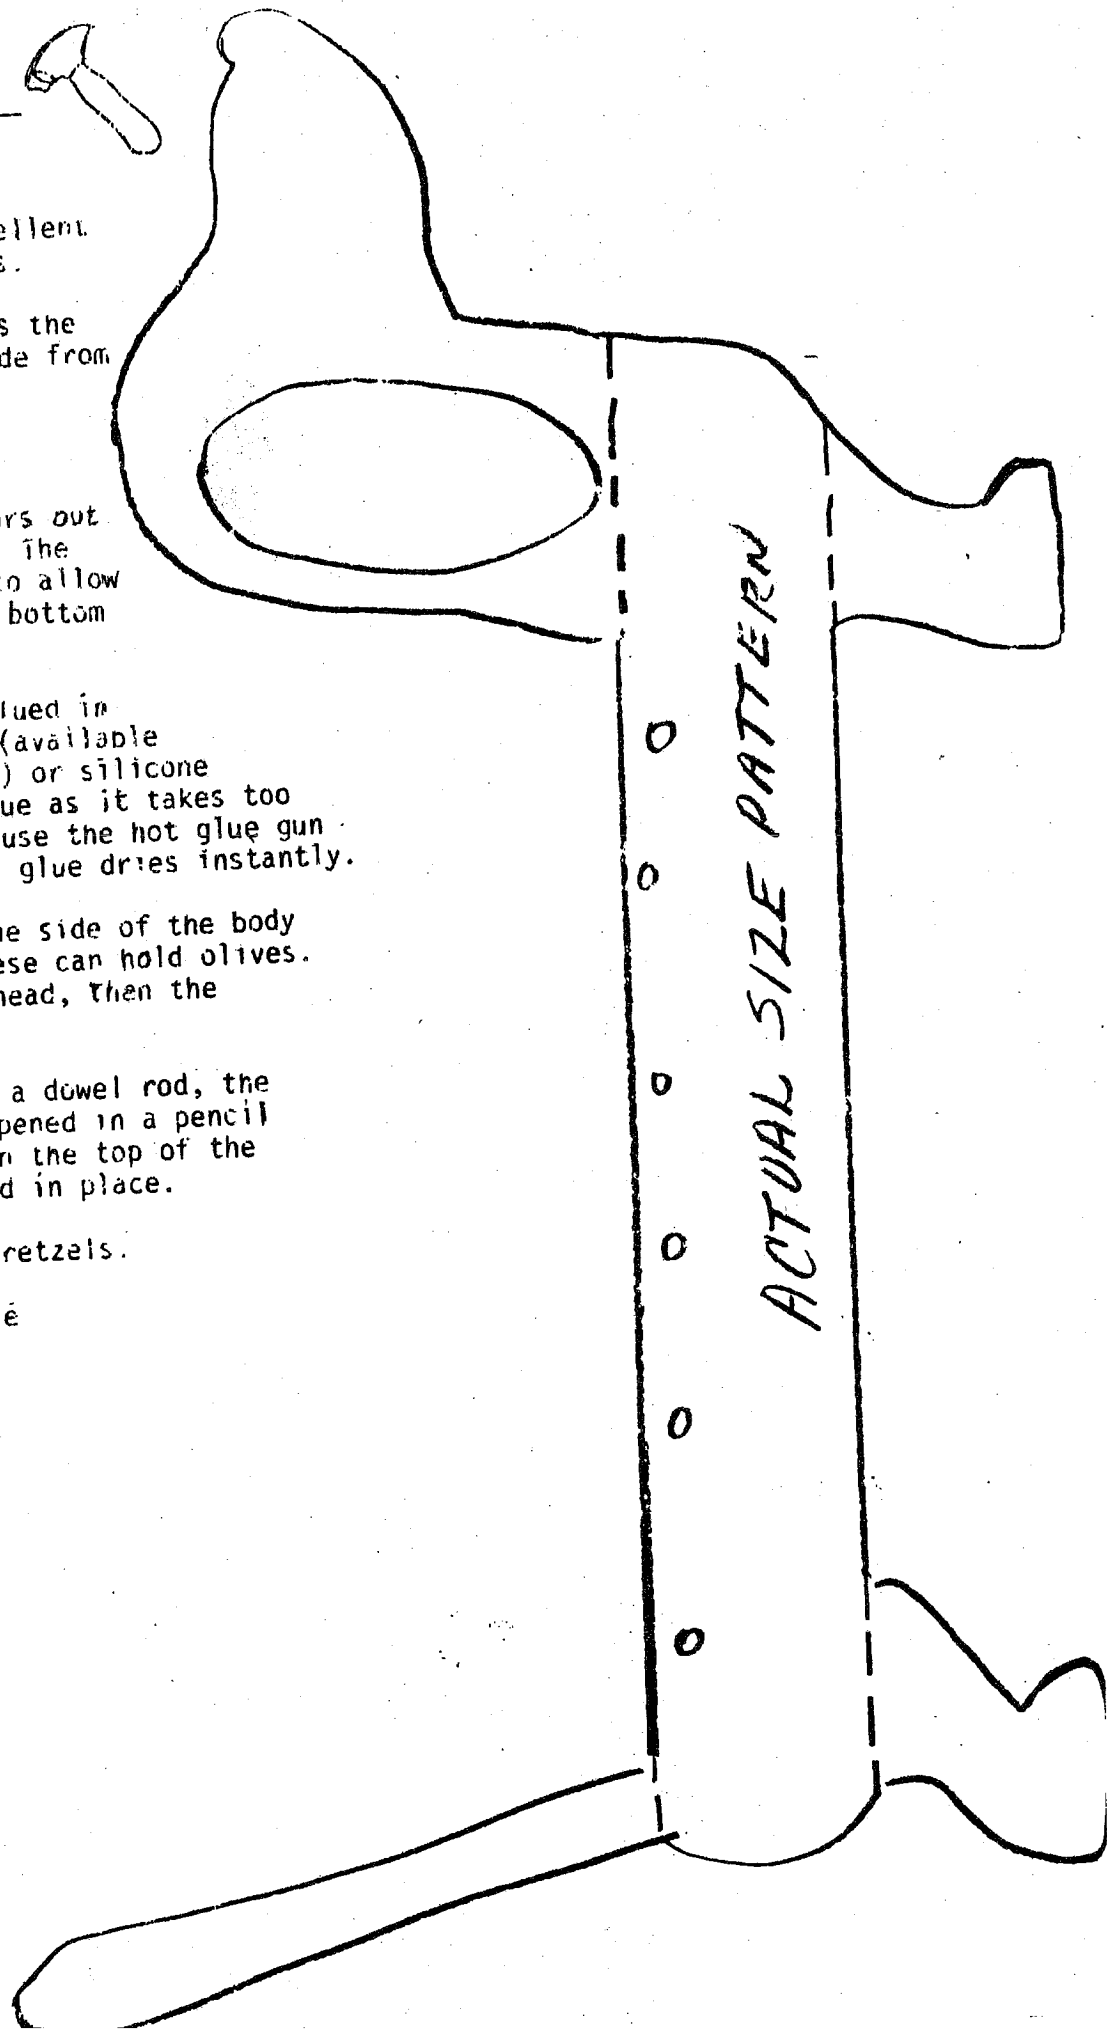 s the
de from
rs out
The
to allow
bottom
lued in
(available
) or silicone
ue as it takes too
use the hot glue gun
glue dries instantly.
e side of the body
ese can hold olives.
head, then the
a dowel rod, the
pened in a pencil
n the top of the
d in place.
retzels.
e
ACTUAL SIZE PATTERN